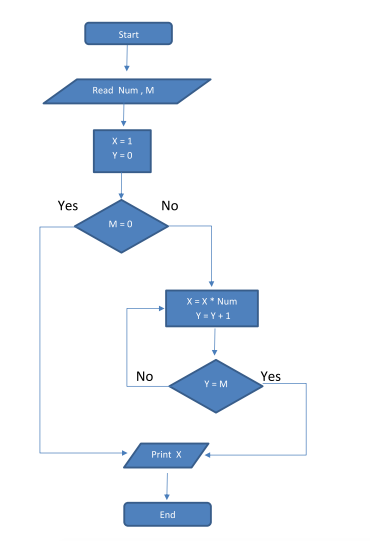 Start
Read Num , M
X = 1
Y = 0
Yes
No
M = 0
X = X * Num
Y = Y + 1
No
Yes
Y = M
Print X
End